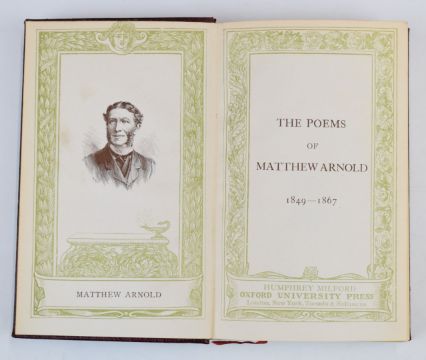 MATTHEW ARNOLD
THE POEMS
OF
MATTHEW ARNOLD
1849—1867
HUMPHREY MILFORD
OXFORD UNIVERSITY PRESS
London, New York, Toronto & Melbourne